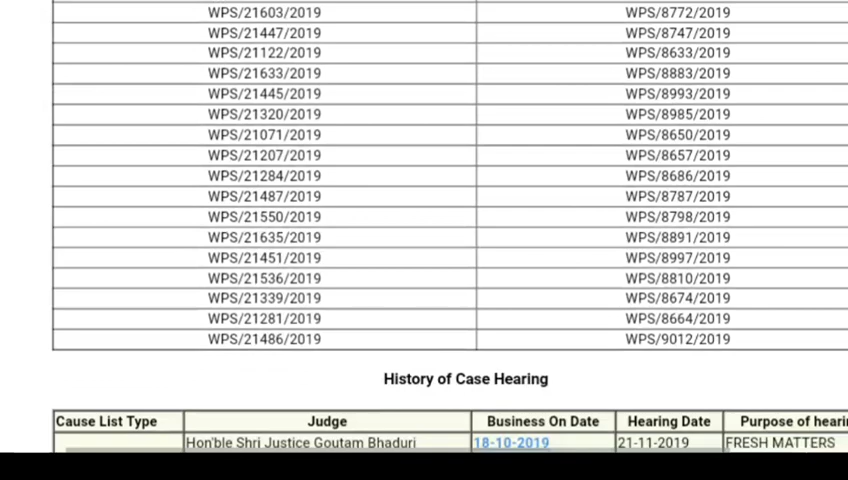 WPS/21603/2019 WPS/8772/2019
WPS/21447/2019 WPS/8747/2019
WPS/21122/2019 WPS/8633/2019
WPS/21633/2019 WPS/8883/2019
WPS/21445/2019 WPS/8993/2019
WPS/21320/2019 WPS/8985/2019
WPS/21071/2019 WPS/8650/2019
WPS/21207/2019 WPS/8657/2019
WPS/21284/2019 WPS/8686/2019
WPS/21487/2019 WPS/8787/2019
WPS/21550/2019 WPS/8798/2019
WPS/21635/2019 WPS/8891/2019
WPS/21451/2019 WPS/8997/2019
WPS/21536/2019 WPS/8810/2019
WPS/21339/2019 WPS/8674/2019
WPS/21281/2019 WPS/8664/2019
WPS/21486/2019 WPS/9012/2019
History of Case Hearing
Cause List Type Judge Business On Date Hearing Date Purpose of heari
Hon'ble Shri Justice Goutam Bhaduri 18-10-2019 21-11-2019 FRESH MATTERS